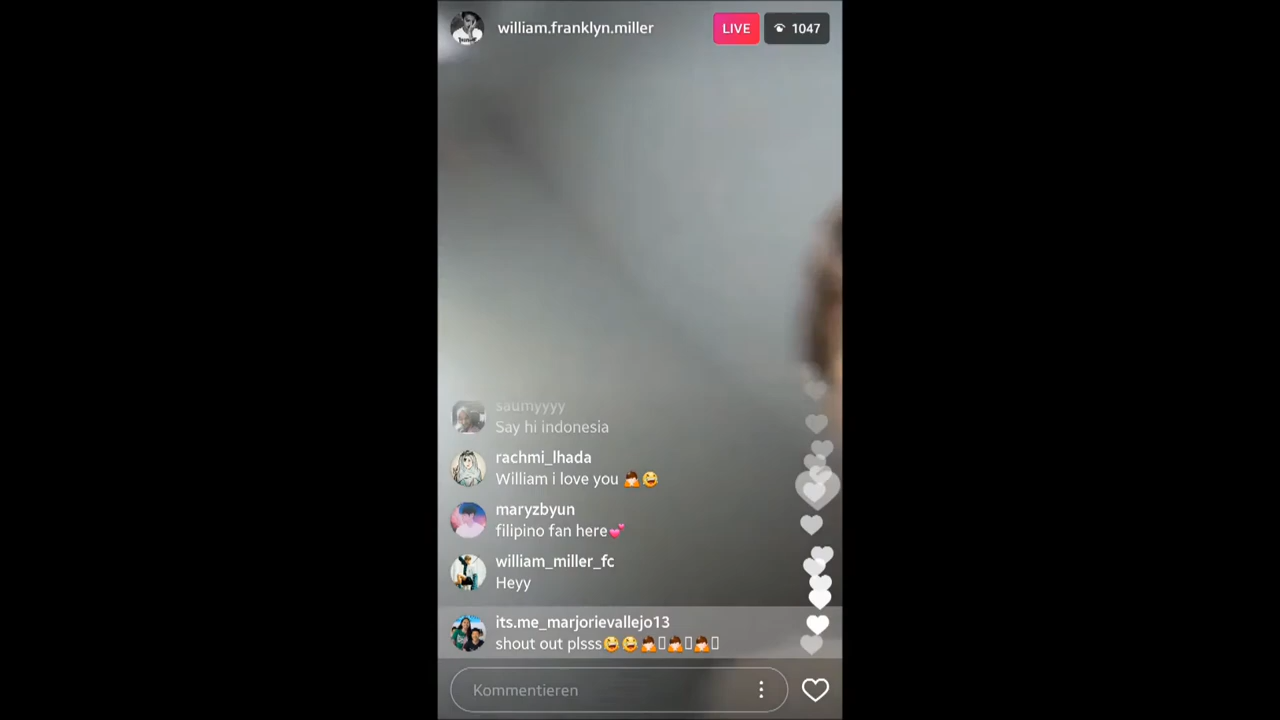 william.franklyn.miller
LIVE 1047
saumyyyy
Say hi indonesia
rachmi_lhada
William i love you 🙇😂
maryzbyun
filipino fan here💕
william_miller_fc
Heyy
its.me_marjorievallejo13
shout out plsss😂😂🙇🙇🙇
Kommentieren